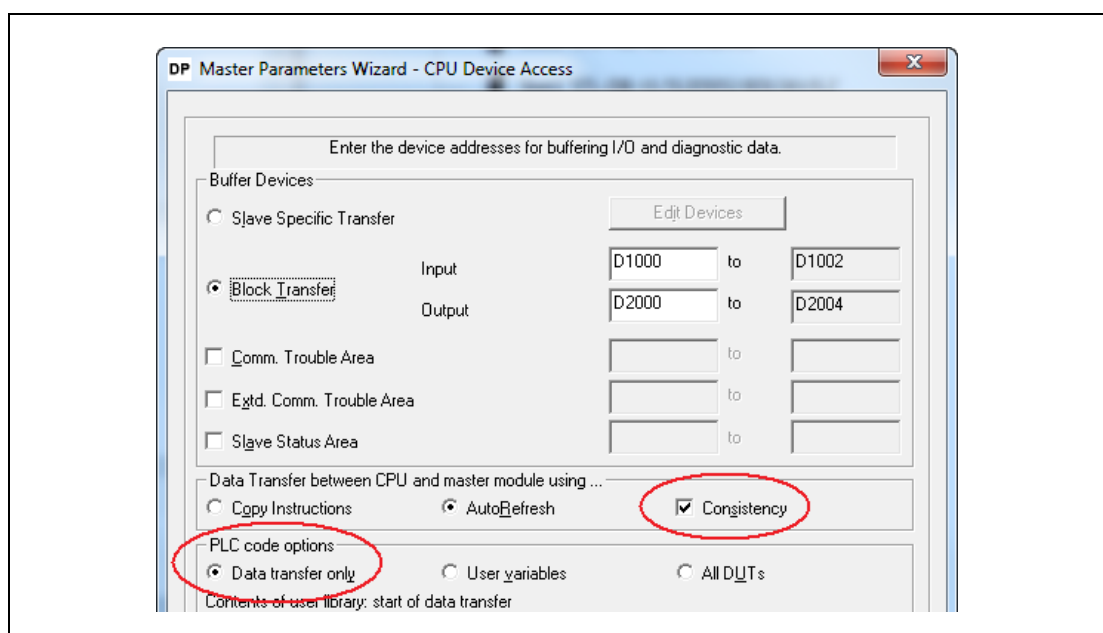 DP Master Parameters Wizard - CPU Device Access
X
Enter the device addresses for buffering I/O and diagnostic data.
Buffer Devices
Slave Specific Transfer
Edit Devices
Input D1000 to D1002
Block Transfer
Output D2000 to D2004
Comm. Trouble Area to
Extd. Comm. Trouble Area to
Slave Status Area to
Data Transfer between CPU and master module using ...
Copy Instructions AutoRefresh Consistency
PLC code options
Data transfer only User variables All DUTs
Contents of user library: start of data transfer